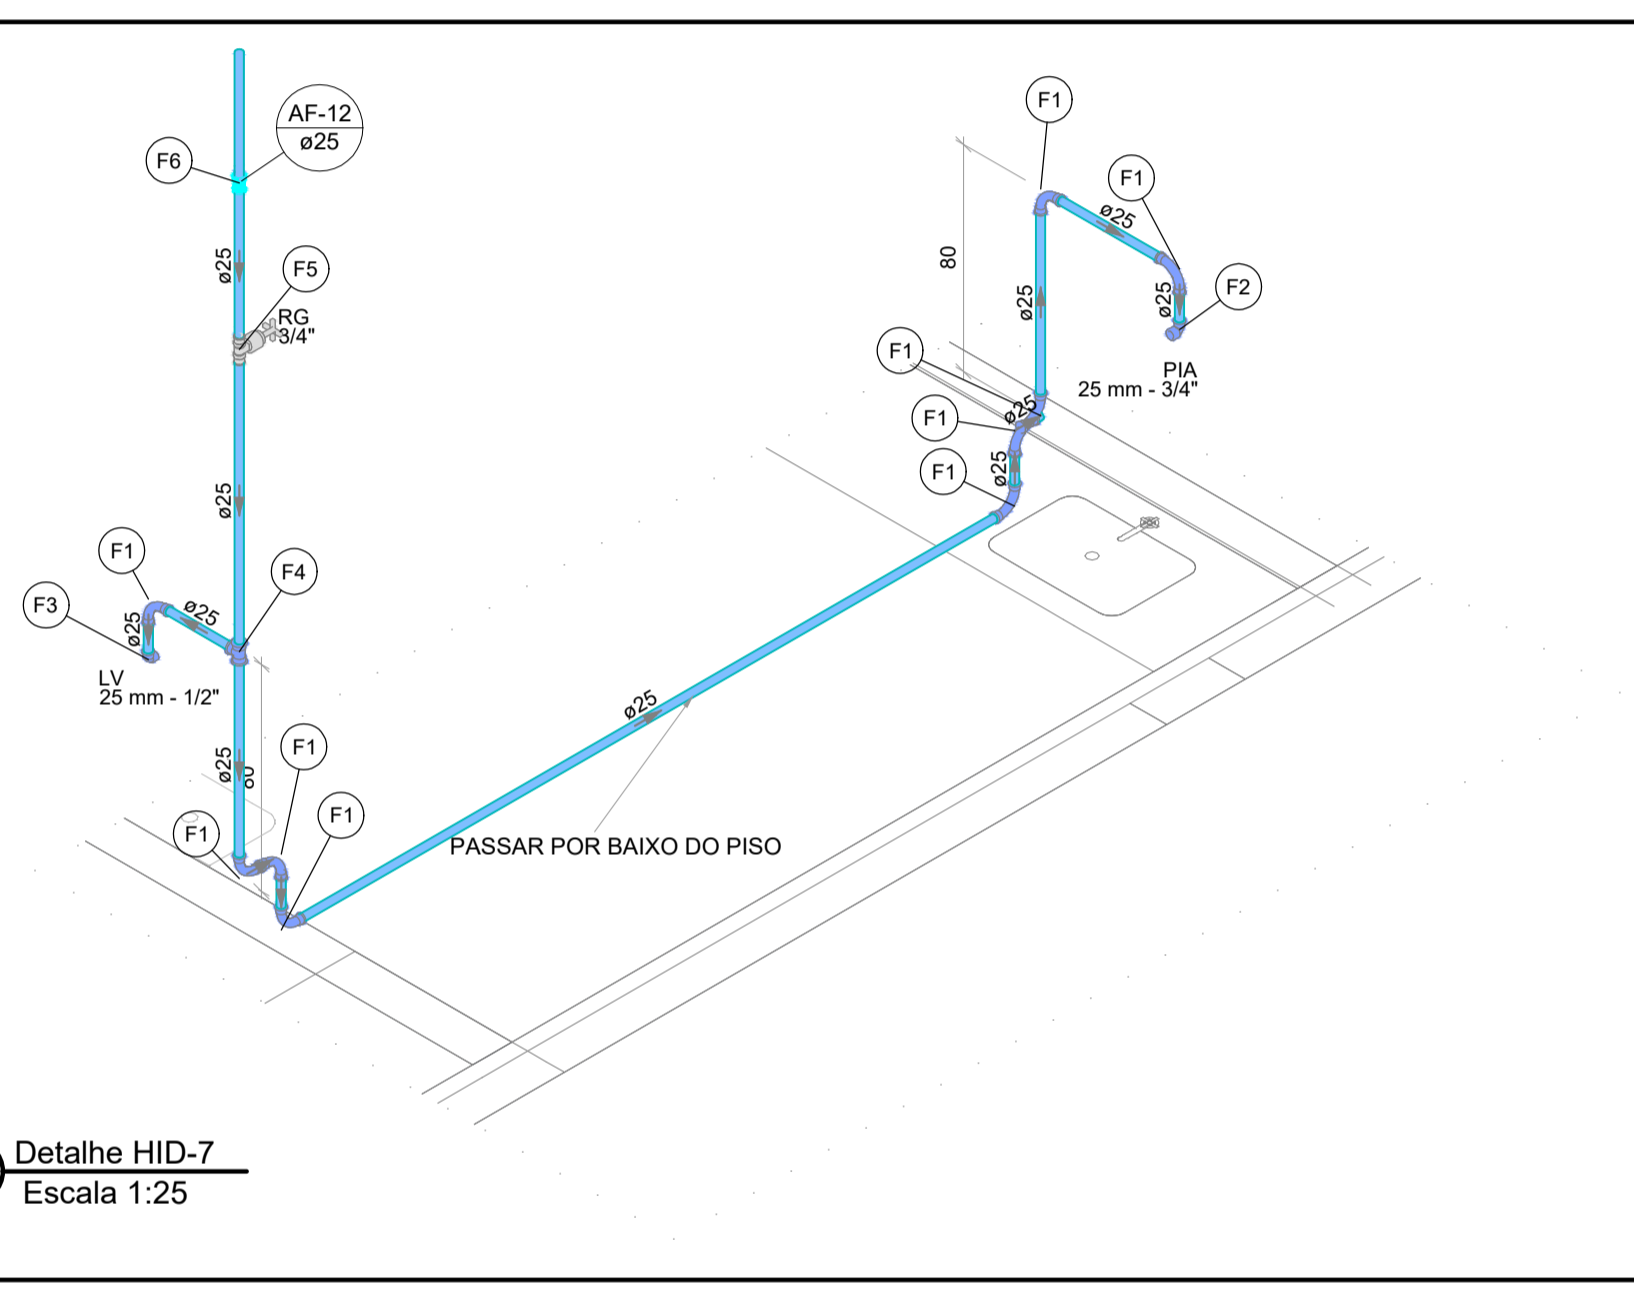 F1
AF-12
ø25
F6
F1
ø25
F5
ø25
80
F2
RG
3/4"
ø25
ø25
F1
PIA
25 mm - 3/4"
ø25
F1
F1
ø25
ø25
F1
F4
F3
ø25
ø25
LV
25 mm - 1/2"
ø25
F1
ø25
80
F1
F1
PASSAR POR BAIXO DO PISO
Detalhe HID-7
Escala 1:25